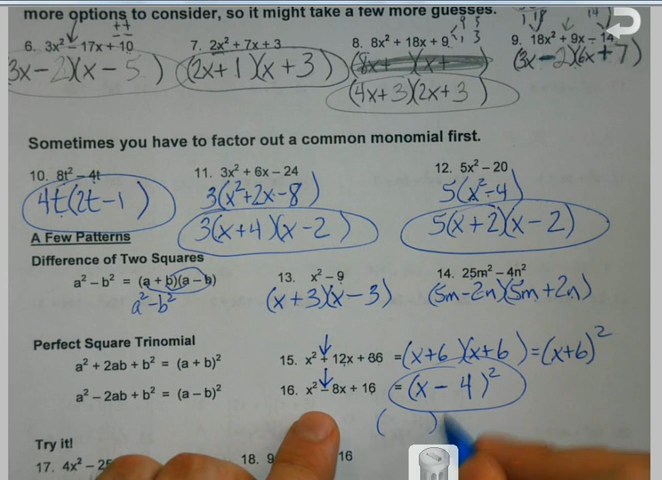 more options to consider, so it might take a few more guesses.
6. 3x² – 17x + 10
7. 2x² + 7x + 3
8. 8x² + 18x + 9
9. 18x² + 9x – 14
(3x – 2)(x – 5)
(2x + 1)(x + 3)
(3x – 2)(6x + 7)
(4x + 3)(2x + 3)
Sometimes you have to factor out a common monomial first.
10. 8t² – 4t
11. 3x² + 6x – 24
12. 5x² – 20
4t(2t – 1)
3(x² + 2x – 8)
5(x² – 4)
3(x + 4)(x – 2)
5(x + 2)(x – 2)
A Few Patterns
Difference of Two Squares
a² – b² = (a + b)(a – b)
13. x² – 9
14. 25m² – 4n²
a² – b²
(x + 3)(x – 3)
(5m – 2n)(5m + 2n)
Perfect Square Trinomial
a² + 2ab + b² = (a + b)²
15. x² + 12x + 36 = (x + 6)(x + 6) = (x + 6)²
a² – 2ab + b² = (a – b)²
16. x² – 8x + 16 = (x – 4)²
( )
Try it!
17. 4x² – 25
18. 9
16